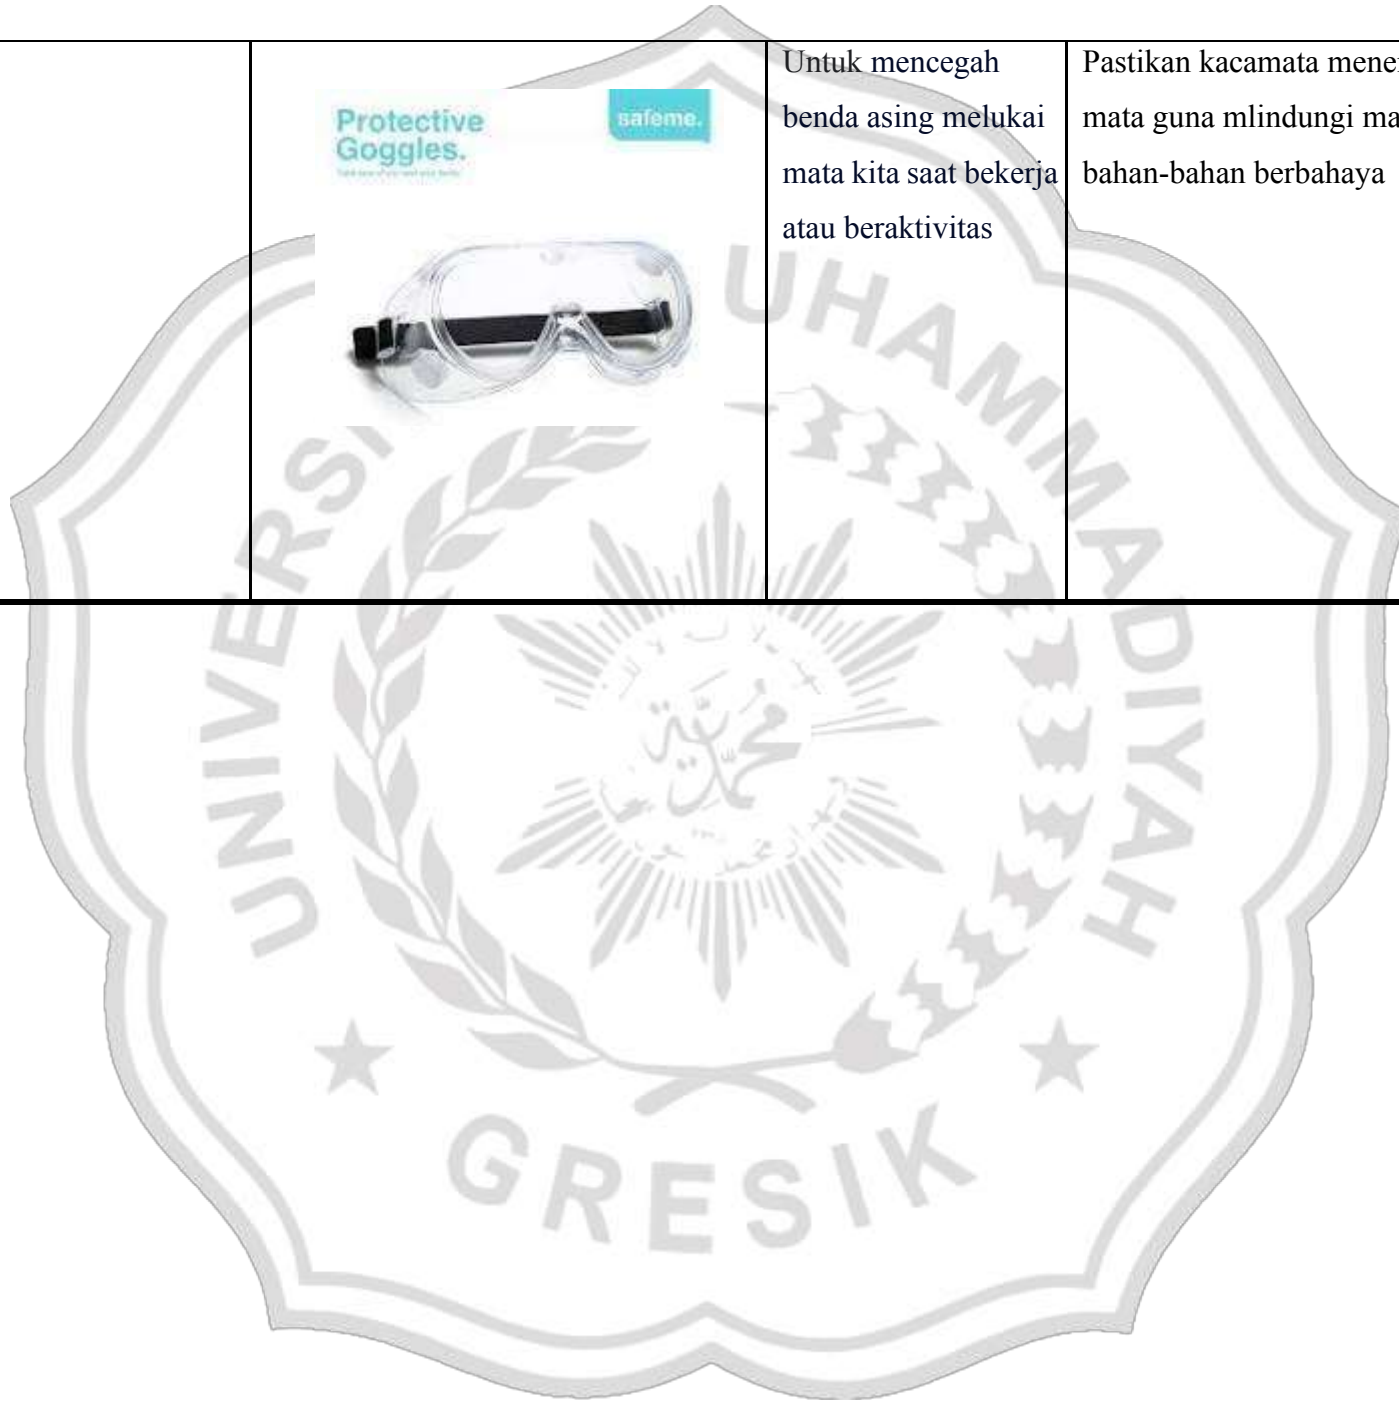 Untuk mencegah
benda asing melukai
mata kita saat bekerja
atau beraktivitas
Pastikan kacamata mene
mata guna mlindungi ma
bahan-bahan berbahaya
Protective
Goggles.
safeme.
UNIVERSI
UHAMMADIYAH
GRESIK